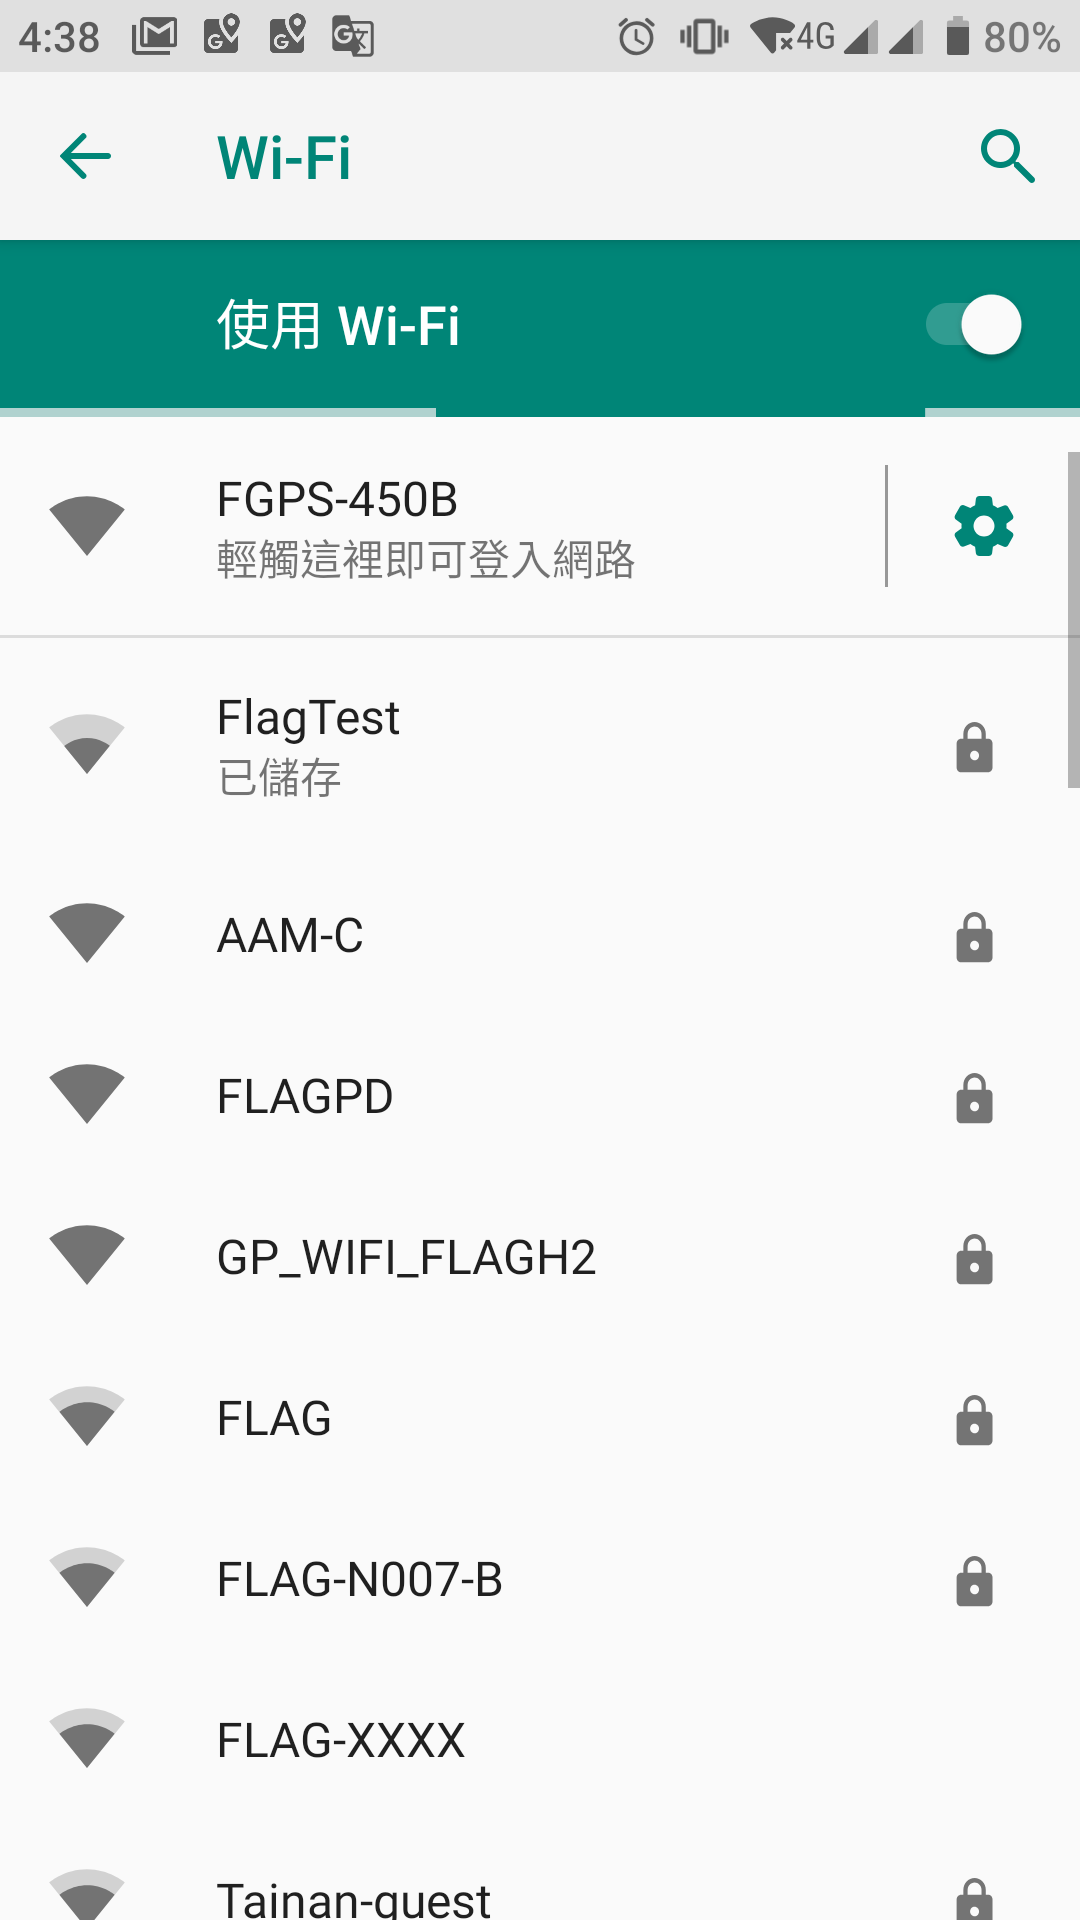 4:38
4G
80%
Wi-Fi
使用 Wi-Fi
FGPS-450B
輕觸這裡即可登入網路
FlagTest
已儲存
AAM-C
FLAGPD
GP_WIFI_FLAGH2
FLAG
FLAG-N007-B
FLAG-XXXX
Tainan-guest